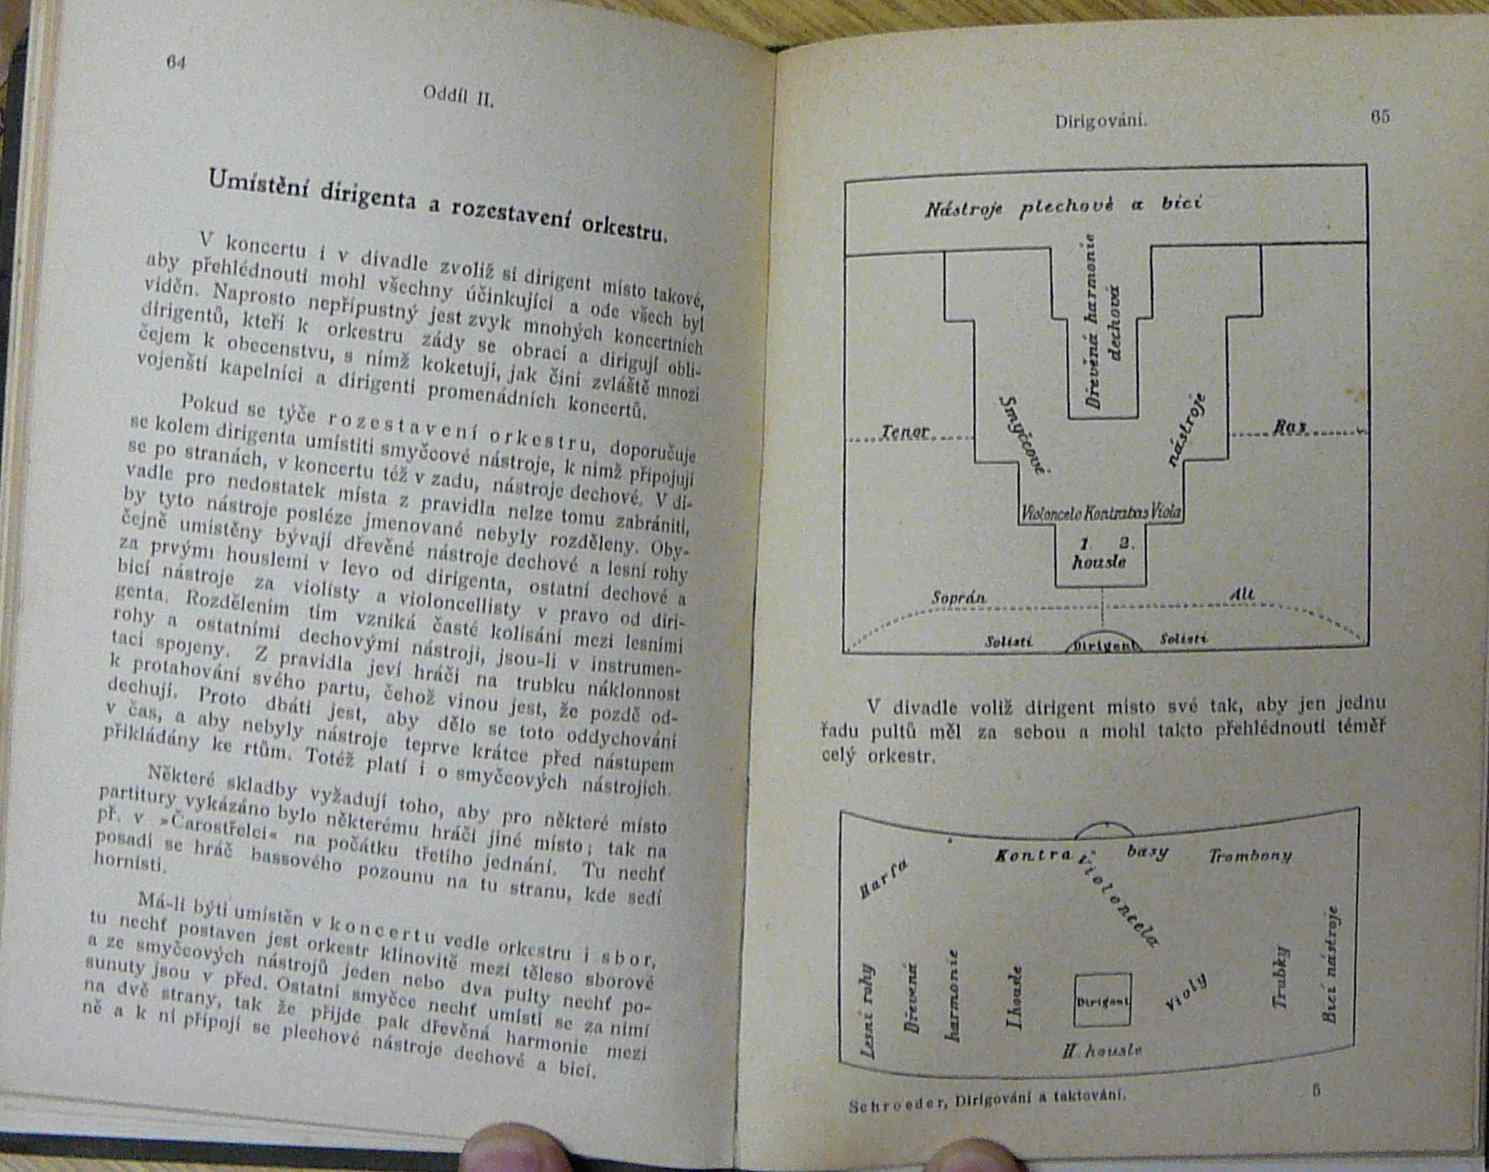 64
Oddíl II.
Umístění dirigenta a rozestavení orkestru.
V koncertu i v divadle zvoliž si dirigent místo takové,
aby přehlédnouti mohl všechny účinkující a ode všech byl
viděn. Naprosto nepřípustný jest zvyk mnohých koncertních
dirigentů, kteří k orkestru zády se obrací a dirigují obli-
čejem k obecenstvu, s nímž koketují, jak činí zvláště mnozí
vojenští kapelníci a dirigenti promenádních koncertů.
Pokud se týče rozestavení orkestru, doporučuje
se kolem dirigenta umístiti smyčcové nástroje, k nimž připojují
se po stranách, v koncertu též v zadu, nástroje dechové. V di-
vadle pro nedostatek místa z pravidla nelze tomu zabrániti,
by tyto nástroje posléze jmenované nebyly rozděleny. Oby-
čejně umístěny bývají dřevěné nástroje dechové a lesní rohy
za prvými houslemi v levo od dirigenta, ostatní dechové a
bicí nástroje za violisty a violoncellisty v pravo od diri-
genta. Rozdělením tím vzniká časté kolísání mezi lesními
rohy a ostatními dechovými nástroji, jsou-li v instrumen-
taci spojeny. Z pravidla jeví hráči na trubku náklonnost
k protahování svého partu, čehož vinou jest, že pozdě od-
dechují. Proto dbáti jest, aby dělo se toto oddychování
v čas, a aby nebyly nástroje teprve krátce před nástupem
přikládány ke rtům. Totéž platí i o smyčcových nástrojích.
Některé skladby vyžadují toho, aby pro některé místo
partitury vykázáno bylo některému hráči jiné místo; tak na
př. v »Čarostřelci« na počátku třetího jednání. Tu nechť
posadí se hráč bassového pozounu na tu stranu, kde sedí
hornisti.
Má-li býti umístěn v koncertu vedle orkestru i sbor,
tu nechť postaven jest orkestr klínovitě mezi těleso sborové
a ze smyčcových nástrojů jeden nebo dva pulty nechť po-
sunuty jsou v před. Ostatní smyčce nechť umístí se za nimi
na dvě strany, tak že přijde pak dřevěná harmonie mezi
ně a k ní připojí se plechové nástroje dechové a bicí.
Dirigování.
65
Nástroje plechové a bicí
Dřevěná harmonie
dechová
Smyčcové
nástroje
Tenor
Bas
Violoncelo Kontrabas Viola
1. 2.
housle
Soprán
Alt
Solisti
Dirigent
Solisti
V divadle voliž dirigent místo své tak, aby jen jednu
řadu pultů měl za sebou a mohl takto přehlédnouti téměř
celý orkestr.
Harfa
Kontra basy
Trombony
Violoncela
Lesní rohy
Dřevěná
harmonie
I.housle
Dirigent
Violy
Trubky
Bicí nástroje
II. housle
Schroeder, Dirigování a taktování.
5